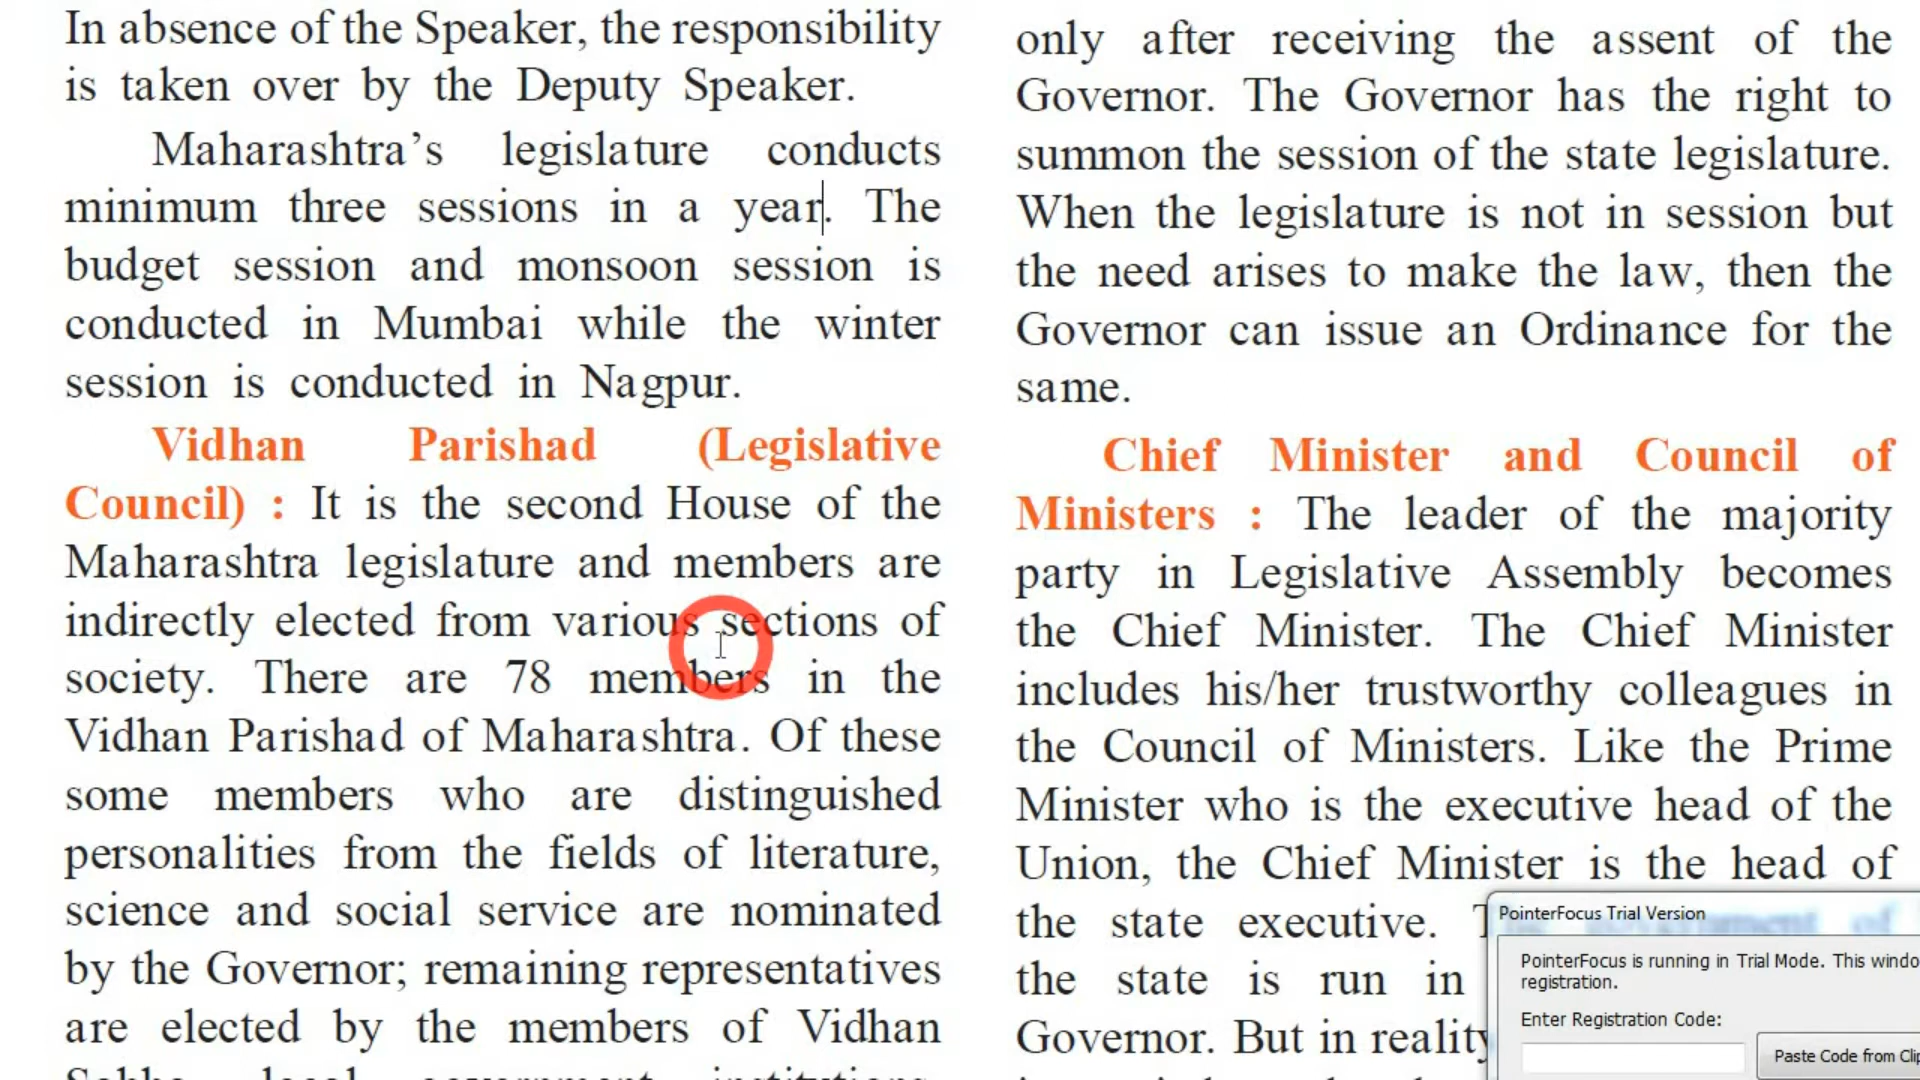 In absence of the Speaker, the responsibility
is taken over by the Deputy Speaker.
Maharashtra’s legislature conducts
minimum three sessions in a year. The
budget session and monsoon session is
conducted in Mumbai while the winter
session is conducted in Nagpur.
Vidhan Parishad (Legislative
Council) : It is the second House of the
Maharashtra legislature and members are
indirectly elected from various sections of
society. There are 78 members in the
Vidhan Parishad of Maharashtra. Of these
some members who are distinguished
personalities from the fields of literature,
science and social service are nominated
by the Governor; remaining representatives
are elected by the members of Vidhan
only after receiving the assent of the
Governor. The Governor has the right to
summon the session of the state legislature.
When the legislature is not in session but
the need arises to make the law, then the
Governor can issue an Ordinance for the
same.
Chief Minister and Council of
Ministers : The leader of the majority
party in Legislative Assembly becomes
the Chief Minister. The Chief Minister
includes his/her trustworthy colleagues in
the Council of Ministers. Like the Prime
Minister who is the executive head of the
Union, the Chief Minister is the head of
the state executive. The government of
the state is run in
Governor. But in reality
PointerFocus Trial Version
PointerFocus is running in Trial Mode. This windo
registration.
Enter Registration Code:
Paste Code from Clip